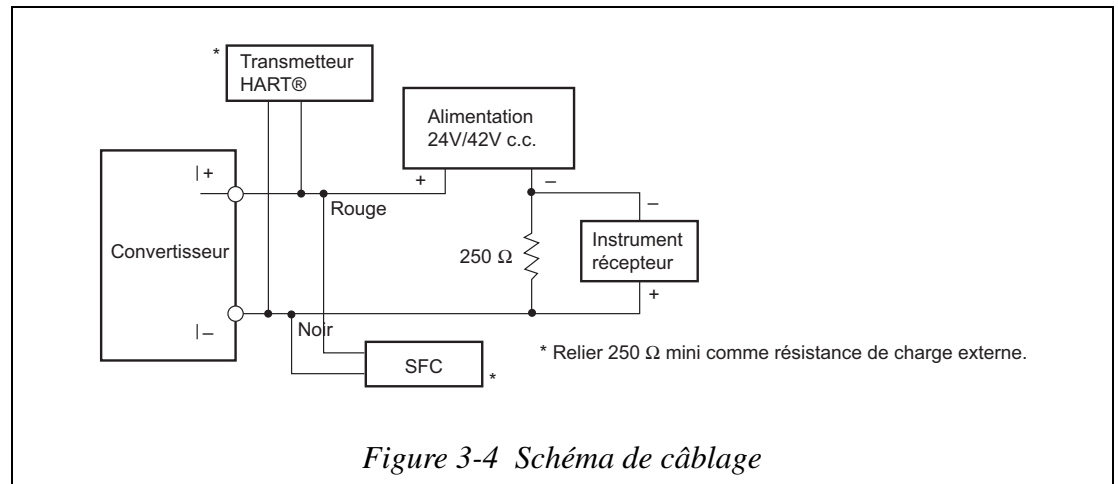 *
Transmetteur
HART®
Alimentation
24V/42V c.c.
I+
+
–
Rouge
–
Convertisseur
250 Ω
Instrument
récepteur
+
I–
Noir
SFC
*
* Relier 250 Ω mini comme résistance de charge externe.
Figure 3-4 Schéma de câblage